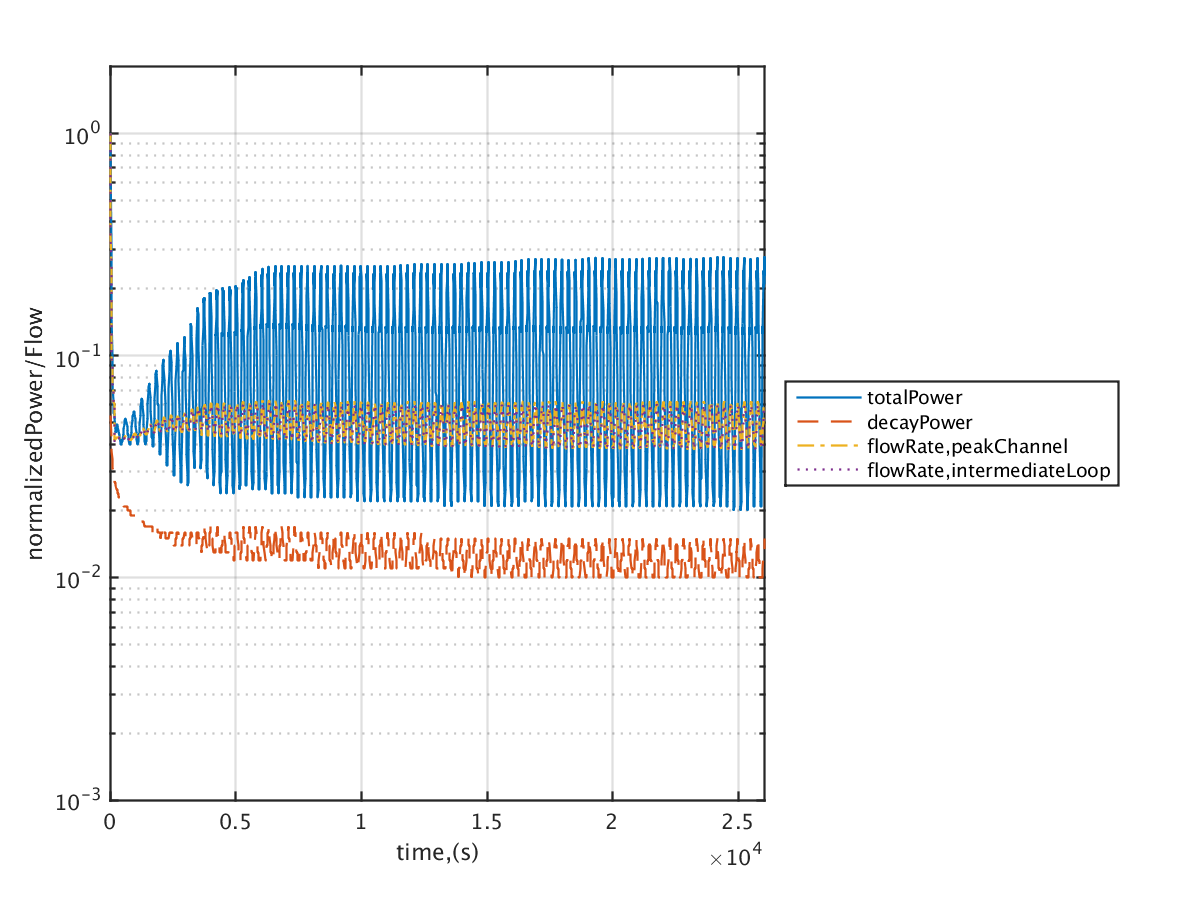 10^0
10^-1
10^-2
10^-3
normalizedPower/Flow
0 0.5 1 1.5 2 2.5
time,(s)
×10^4
totalPower
decayPower
flowRate,peakChannel
flowRate,intermediateLoop